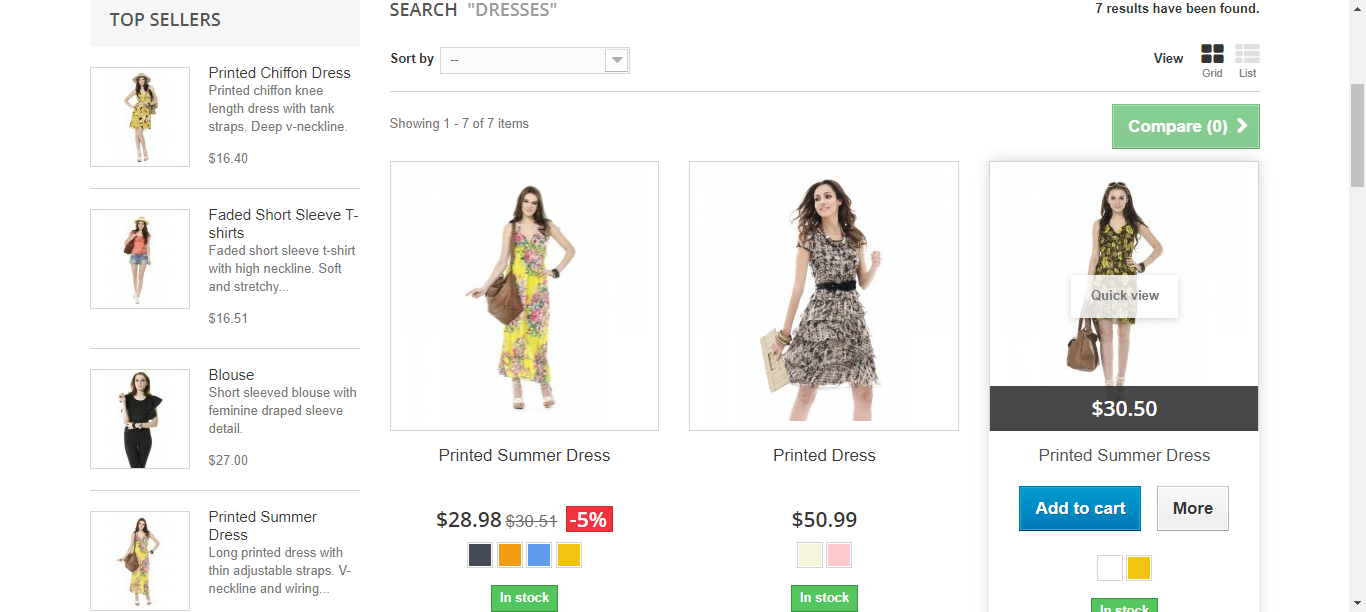 TOP SELLERS
Printed Chiffon Dress
Printed chiffon knee
length dress with tank
straps. Deep v-neckline.
$16.40
Faded Short Sleeve T-
shirts
Faded short sleeve t-shirt
with high neckline. Soft
and stretchy...
$16.51
Blouse
Short sleeved blouse with
feminine draped sleeve
detail.
$27.00
Printed Summer
Dress
Long printed dress with
thin adjustable straps. V-
neckline and wiring...
SEARCH "DRESSES"
7 results have been found.
Sort by --
View
Grid
List
Showing 1 - 7 of 7 items
Compare (0)
Printed Summer Dress
$28.98 $30.51 -5%
In stock
Printed Dress
$50.99
In stock
Quick view
$30.50
Printed Summer Dress
Add to cart
More
In stock